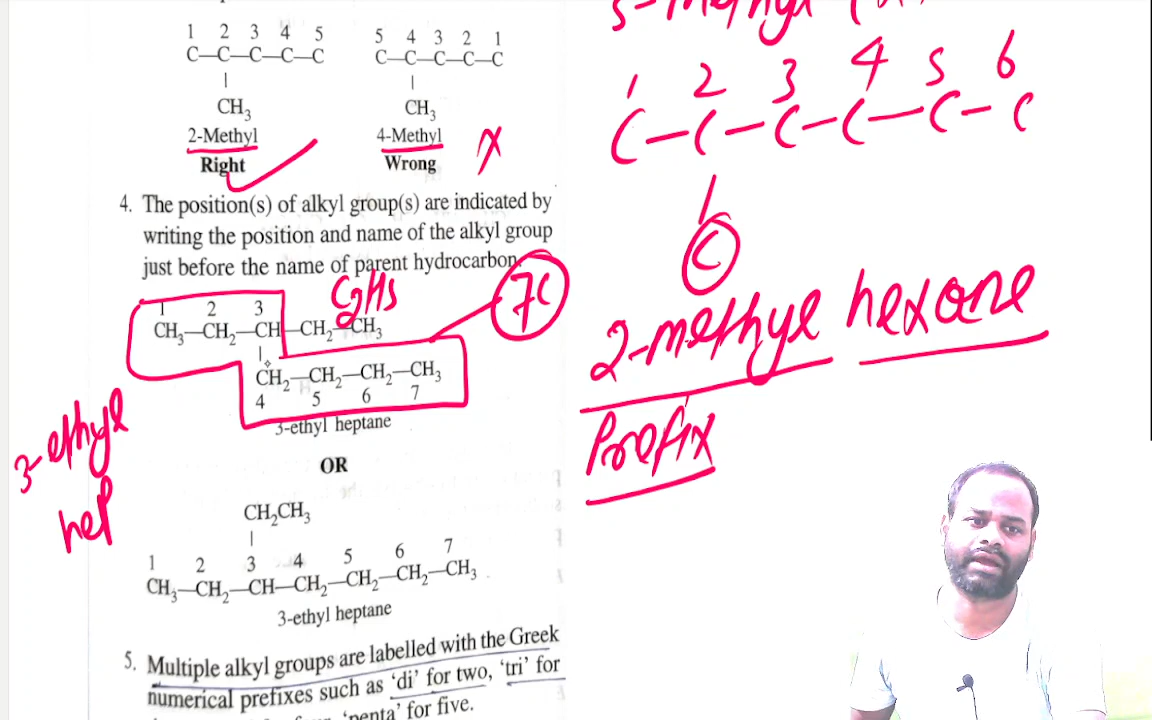 1 2 3 4 5
C—C—C—C—C
|
CH₃
2-Methyl
Right
5 4 3 2 1
C—C—C—C—C
|
CH₃
4-Methyl
Wrong
X
4. The position(s) of alkyl group(s) are indicated by
writing the position and name of the alkyl group
just before the name of parent hydrocarbon
C2H5
7C
1 2 3
CH₃—CH₂—CH—CH₂—CH₃
|
CH₂—CH₂—CH₂—CH₃
4 5 6 7
3-ethyl heptane
3-ethyl
hep
OR
CH₂CH₃
|
1 2 3 4 5 6 7
CH₃—CH₂—CH—CH₂—CH₂—CH₂—CH₃
3-ethyl heptane
5. Multiple alkyl groups are labelled with the Greek
numerical prefixes such as 'di' for two, 'tri' for
'penta' for five.
1 2 3 4 5 6
C—C—C—C—C—C
|
C
2-methyl hexane
Prefix